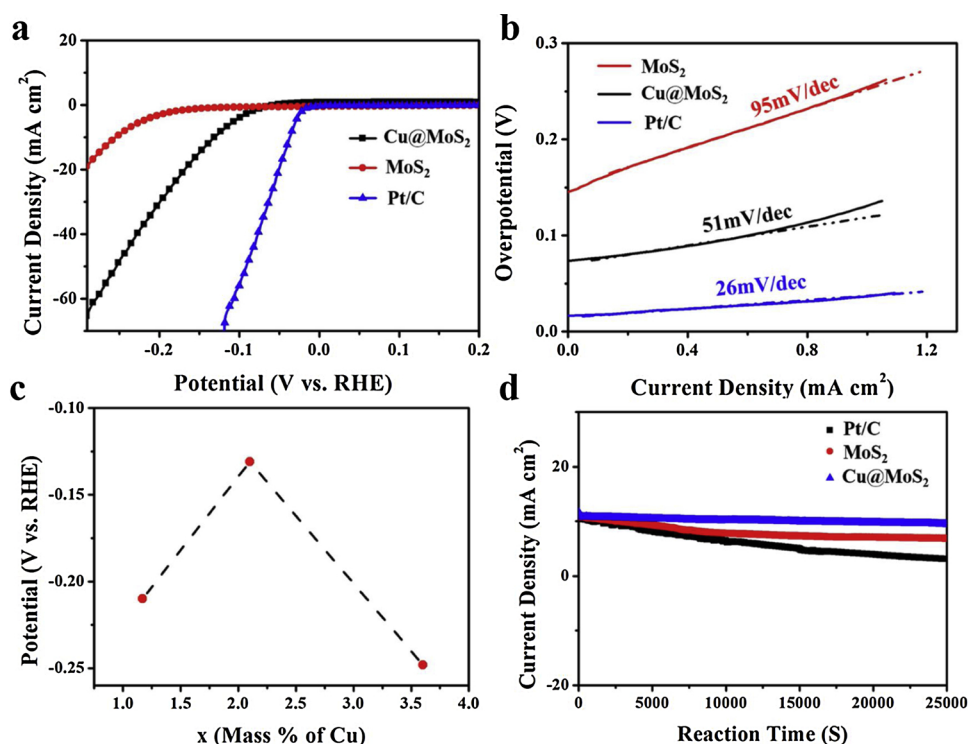 a
20
0
-20
-40
-60
-0.2
-0.1
0.0
0.1
0.2
Current Density (mA cm²)
Potential (V vs. RHE)
Cu@MoS₂
MoS₂
Pt/C
b
0.3
0.2
0.1
0.0
0.0
0.4
0.8
1.2
Overpotential (V)
Current Density (mA cm²)
MoS₂
Cu@MoS₂
Pt/C
95mV/dec
51mV/dec
26mV/dec
c
-0.10
-0.15
-0.20
-0.25
1.0
1.5
2.0
2.5
3.0
3.5
4.0
Potential (V vs. RHE)
x (Mass % of Cu)
d
20
0
-20
0
5000
10000
15000
20000
25000
Current Density (mA cm²)
Reaction Time (S)
Pt/C
MoS₂
Cu@MoS₂